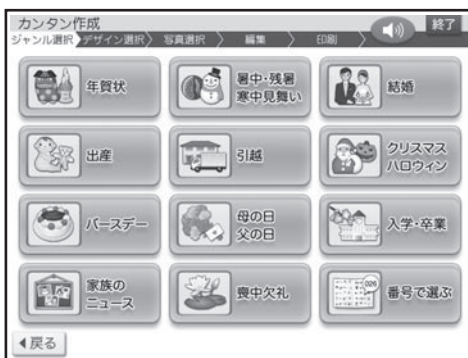 カンタン作成
終了
ジャンル選択 デザイン選択 写真選択 編集 印刷
年賀状
暑中・残暑
寒中見舞い
結婚
出産
引越
クリスマス
ハロウィン
バースデー
母の日
父の日
入学・卒業
家族の
ニュース
喪中欠礼
026
番号で選ぶ
戻る